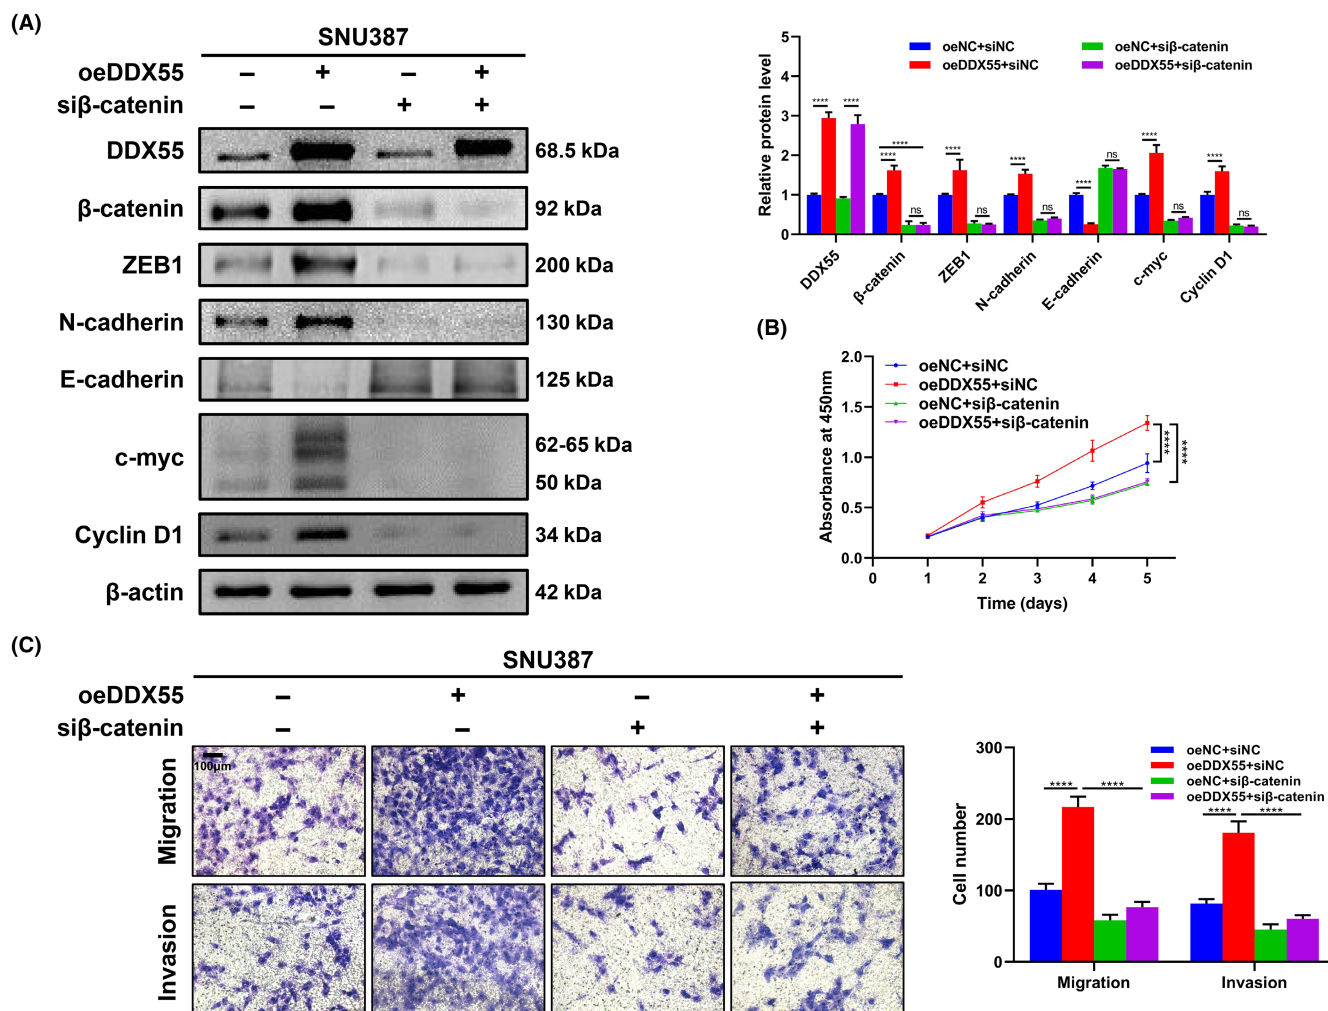 (A)
SNU387
oeDDX55 – + – +
siβ-catenin – – + +
DDX55 68.5 kDa
β-catenin 92 kDa
ZEB1 200 kDa
N-cadherin 130 kDa
E-cadherin 125 kDa
c-myc 62-65 kDa
50 kDa
Cyclin D1 34 kDa
β-actin 42 kDa
Relative protein level
5
4
3
2
1
0
oeNC+siNC
oeDDX55+siNC
oeNC+siβ-catenin
oeDDX55+siβ-catenin
**** ****
****
**** ns
**** ns
**** ns
**** ns
**** ns
**** ns
DDX55
β-catenin
ZEB1
N-cadherin
E-cadherin
c-myc
Cyclin D1
(B)
Absorbance at 450nm
2.0
1.5
1.0
0.5
0.0
oeNC+siNC
oeDDX55+siNC
oeNC+siβ-catenin
oeDDX55+siβ-catenin
****
****
0 1 2 3 4 5
Time (days)
(C)
SNU387
oeDDX55 – + – +
siβ-catenin – – + +
Migration
100μm
Invasion
Cell number
300
200
100
0
oeNC+siNC
oeDDX55+siNC
oeNC+siβ-catenin
oeDDX55+siβ-catenin
**** ****
**** ****
Migration Invasion